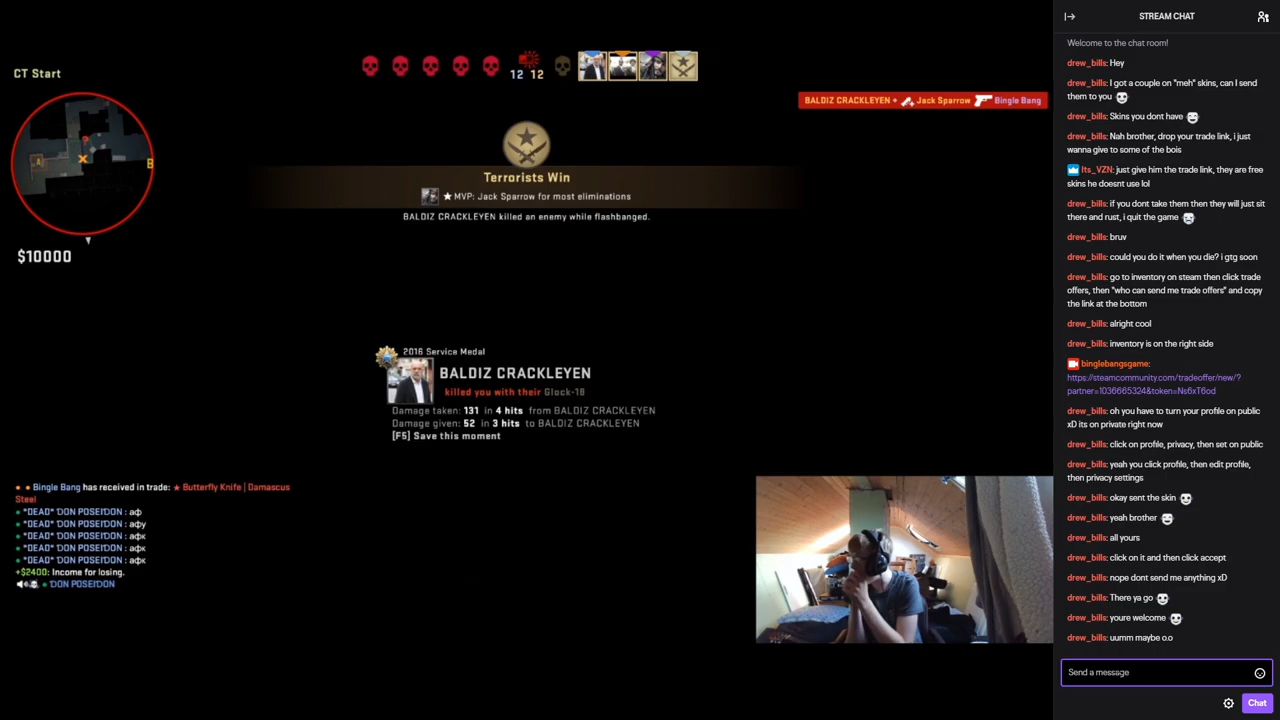 CT Start
A
B
$10000
12 12
BALDIZ CRACKLEYEN + Jack Sparrow Bingle Bang
Terrorists Win
★ MVP: Jack Sparrow for most eliminations
BALDIZ CRACKLEYEN killed an enemy while flashbanged.
2016 Service Medal
BALDIZ CRACKLEYEN
killed you with their Glock-18
Damage taken: 131 in 4 hits from BALDIZ CRACKLEYEN
Damage given: 52 in 3 hits to BALDIZ CRACKLEYEN
[F5] Save this moment
Bingle Bang has received in trade: ★ Butterfly Knife | Damascus
Steel
*DEAD* 'DON POSEIDON : аф
*DEAD* 'DON POSEIDON : афу
*DEAD* 'DON POSEIDON : афк
*DEAD* 'DON POSEIDON : афк
*DEAD* 'DON POSEIDON : афк
+$2400: Income for losing.
'DON POSEIDON
STREAM CHAT
Welcome to the chat room!
drew_bills: Hey
drew_bills: I got a couple on "meh" skins, can I send
them to you
drew_bills: Skins you dont have
drew_bills: Nah brother, drop your trade link, i just
wanna give to some of the bois
Its_VZN: just give him the trade link, they are free
skins he doesnt use lol
drew_bills: if you dont take them then they will just sit
there and rust, i quit the game
drew_bills: bruv
drew_bills: could you do it when you die? i gtg soon
drew_bills: go to inventory on steam then click trade
offers, then "who can send me trade offers" and copy
the link at the bottom
drew_bills: alright cool
drew_bills: inventory is on the right side
binglebangsgame:
https://steamcommunity.com/tradeoffer/new/?
partner=1036665324&token=Ns6xT6od
drew_bills: oh you have to turn your profile on public
xD its on private right now
drew_bills: click on profile, privacy, then set on public
drew_bills: yeah you click profile, then edit profile,
then privacy settings
drew_bills: okay sent the skin
drew_bills: yeah brother
drew_bills: all yours
drew_bills: click on it and then click accept
drew_bills: nope dont send me anything xD
drew_bills: There ya go
drew_bills: youre welcome
drew_bills: uumm maybe o.o
Send a message
Chat